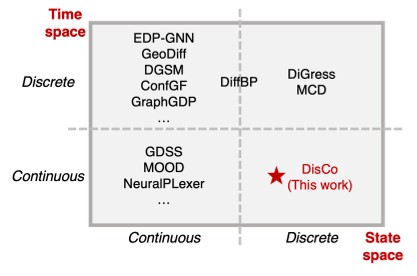 Time
space
EDP-GNN
GeoDiff
DGSM
ConfGF
GraphGDP
...
DiffBP
DiGress
MCD
Discrete
GDSS
MOOD
NeuralPLexer
...
DisCo
(This work)
Continuous
Continuous
Discrete
State
space